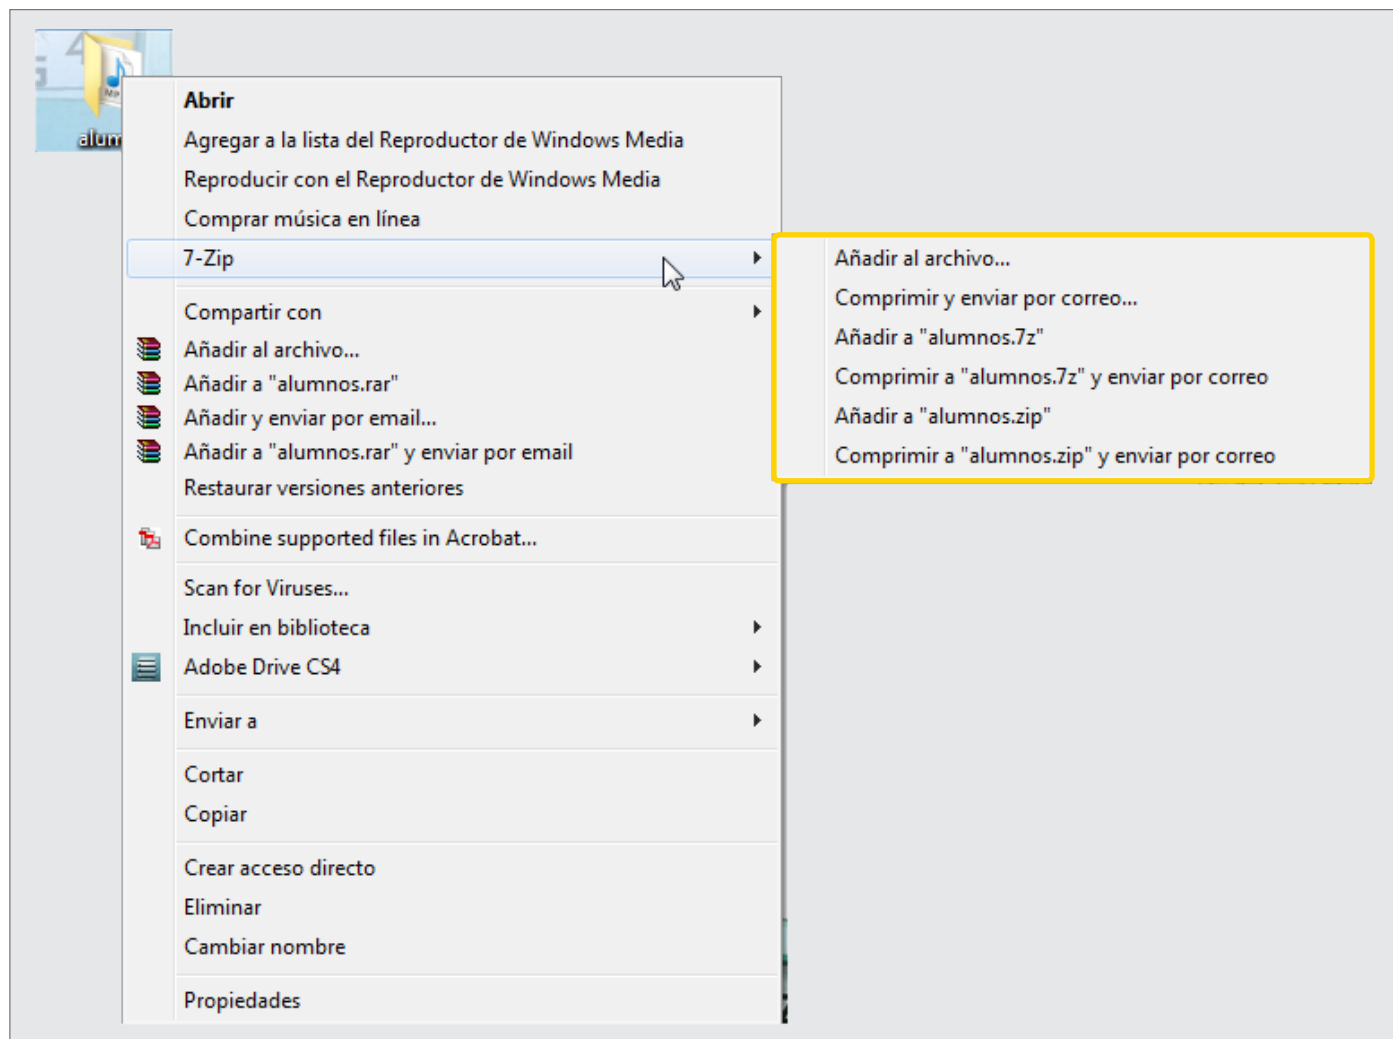 alum
Abrir
Agregar a la lista del Reproductor de Windows Media
Reproducir con el Reproductor de Windows Media
Comprar música en línea
7-Zip
Compartir con
Añadir al archivo...
Añadir a "alumnos.rar"
Añadir y enviar por email...
Añadir a "alumnos.rar" y enviar por email
Restaurar versiones anteriores
Combine supported files in Acrobat...
Scan for Viruses...
Incluir en biblioteca
Adobe Drive CS4
Enviar a
Cortar
Copiar
Crear acceso directo
Eliminar
Cambiar nombre
Propiedades
Añadir al archivo...
Comprimir y enviar por correo...
Añadir a "alumnos.7z"
Comprimir a "alumnos.7z" y enviar por correo
Añadir a "alumnos.zip"
Comprimir a "alumnos.zip" y enviar por correo